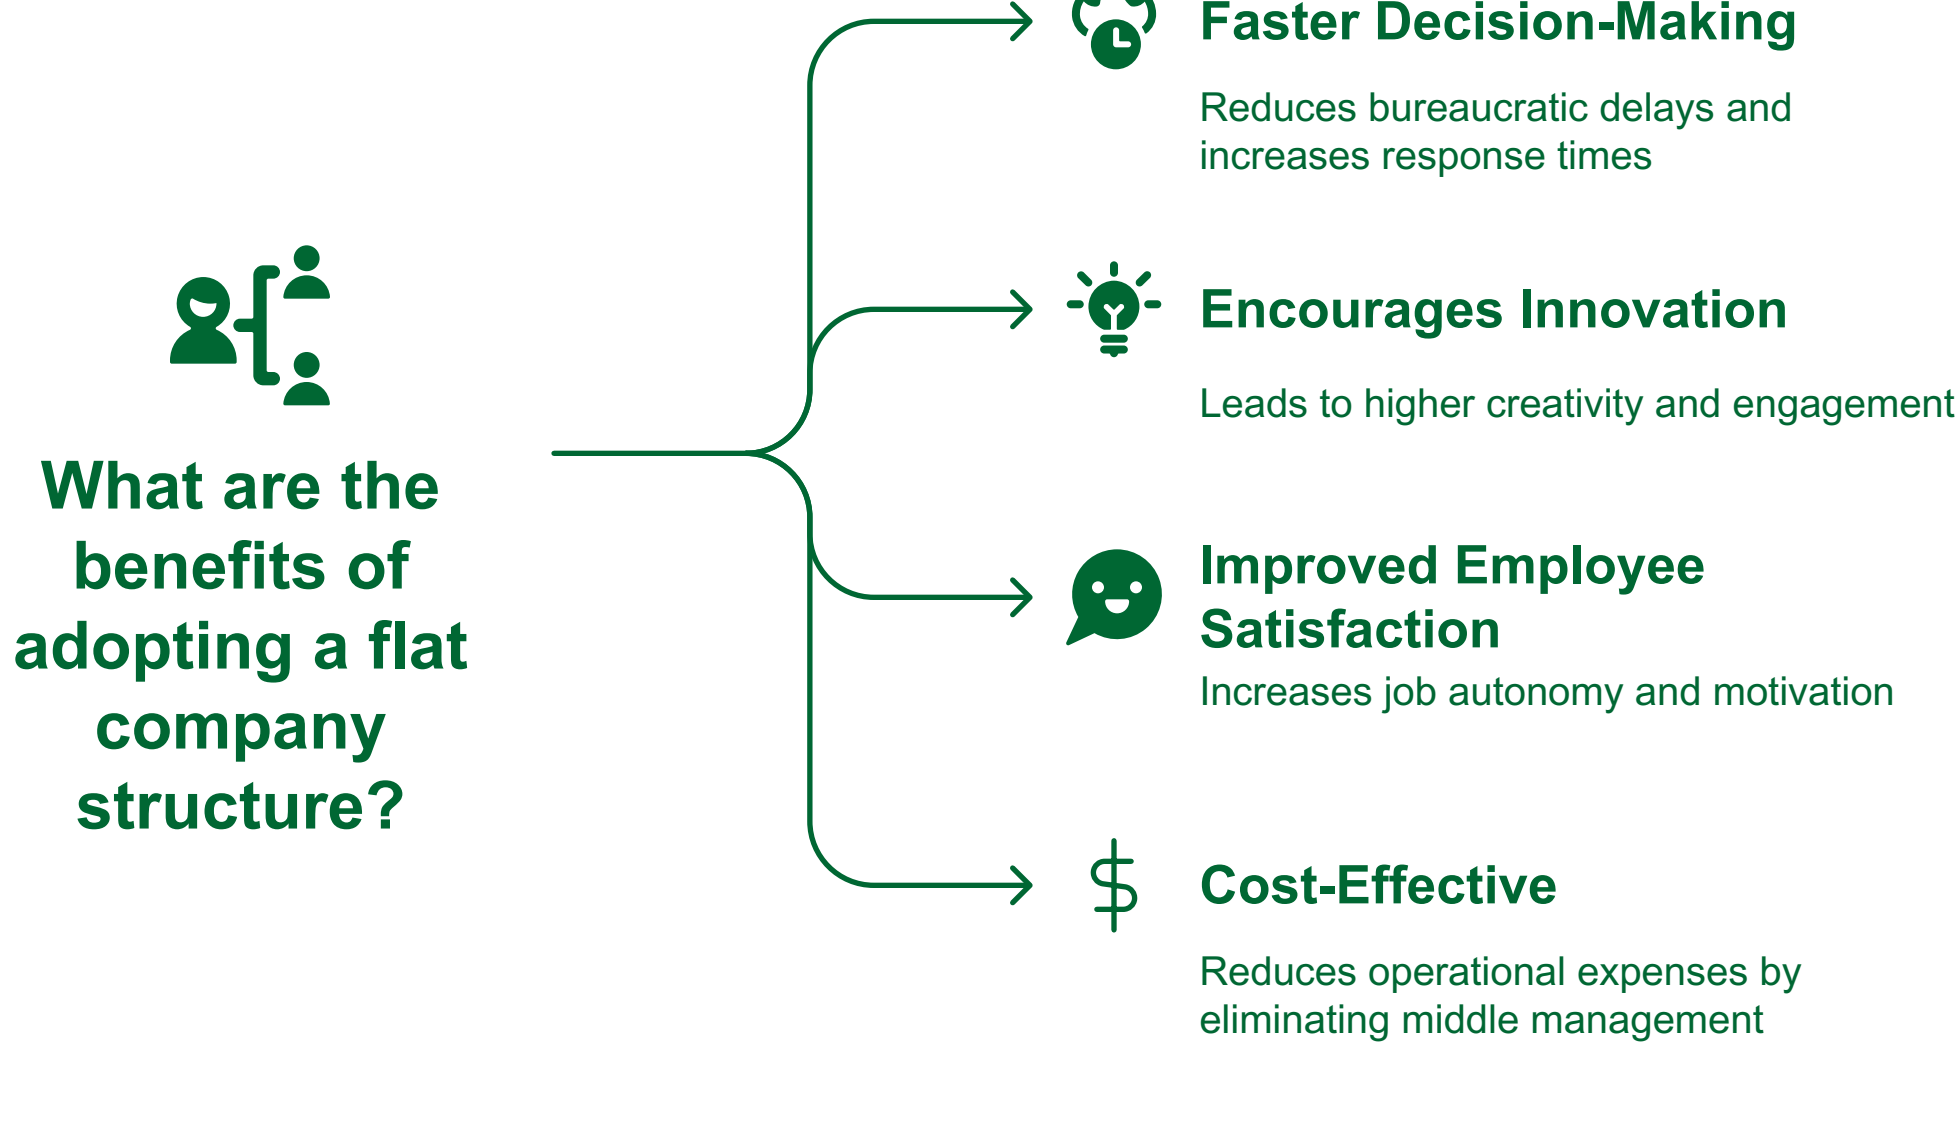 What are the
benefits of
adopting a flat
company
structure?
Faster Decision-Making
Reduces bureaucratic delays and
increases response times
Encourages Innovation
Leads to higher creativity and engagement
Improved Employee
Satisfaction
Increases job autonomy and motivation
Cost-Effective
Reduces operational expenses by
eliminating middle management